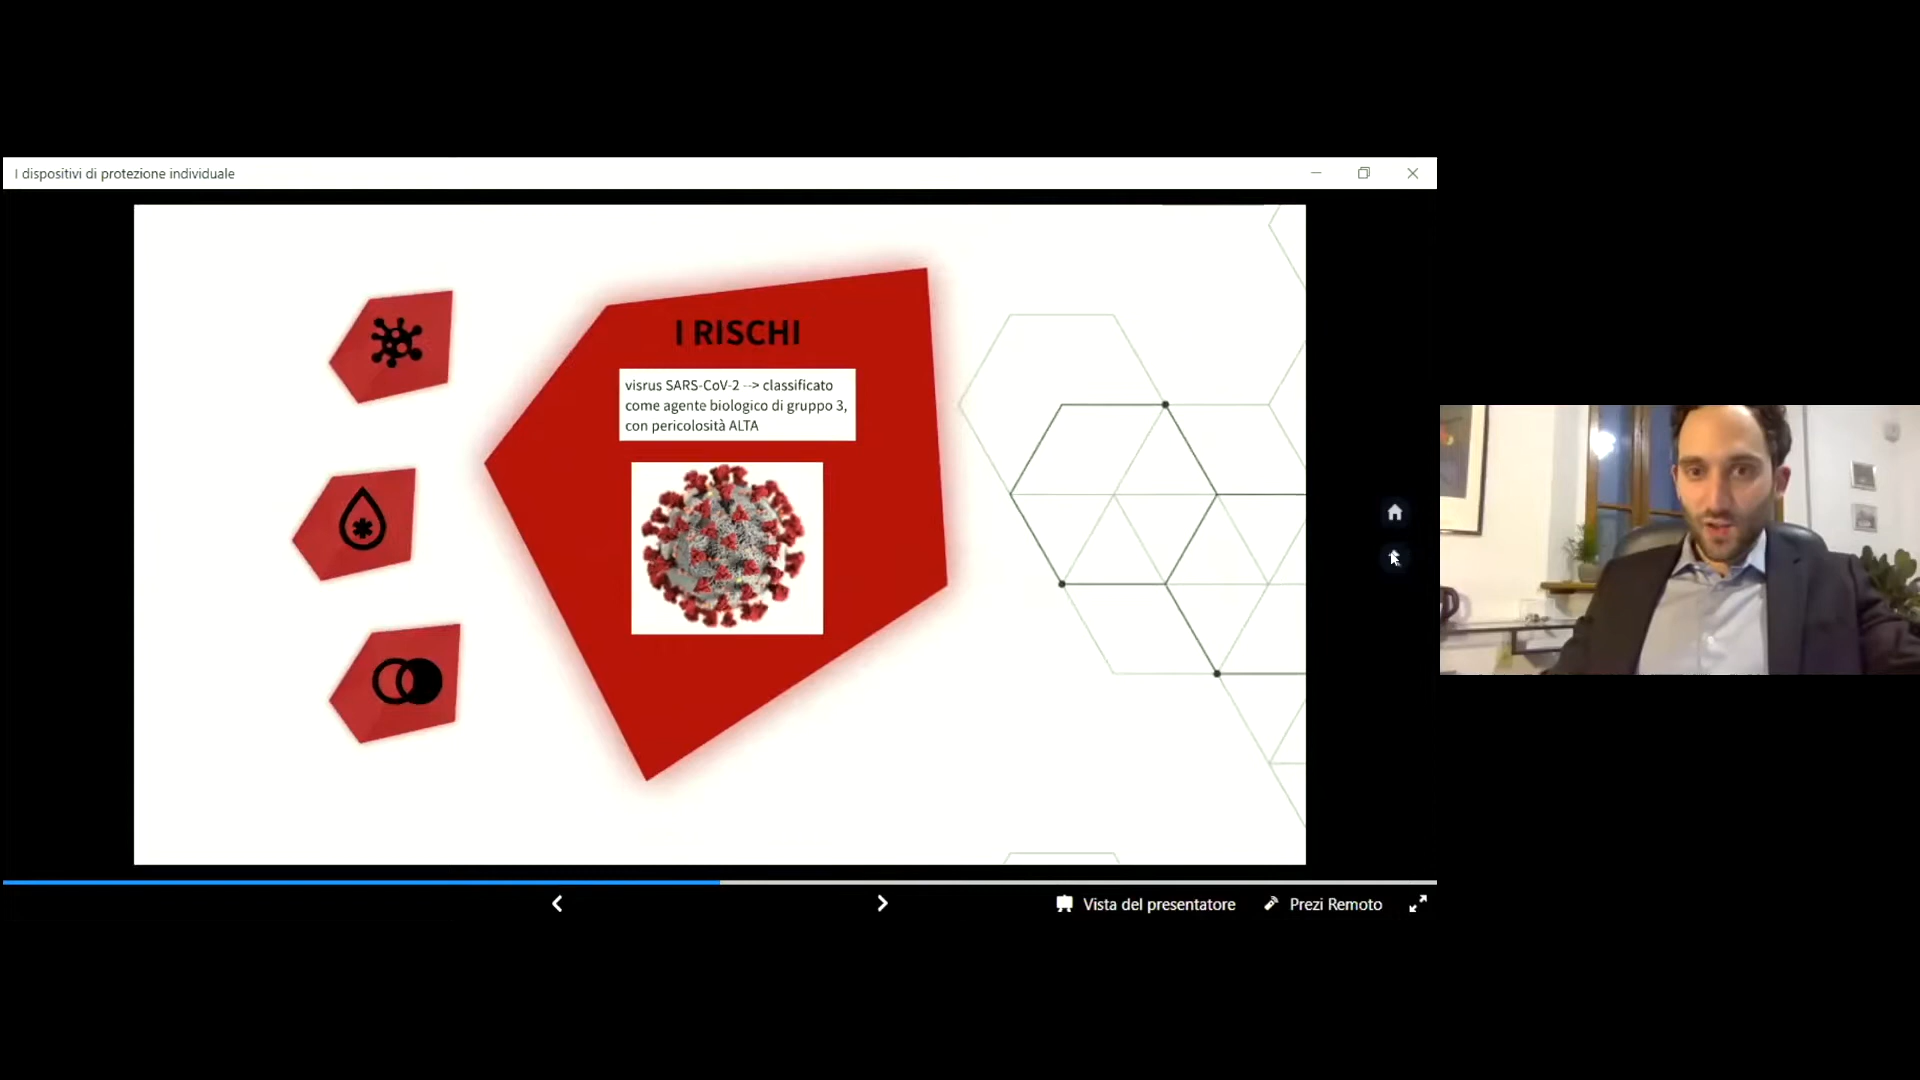 I dispositivi di protezione individuale
I RISCHI
visrus SARS-CoV-2 --> classificato
come agente biologico di gruppo 3,
con pericolosità ALTA
Vista del presentatore
Prezi Remoto